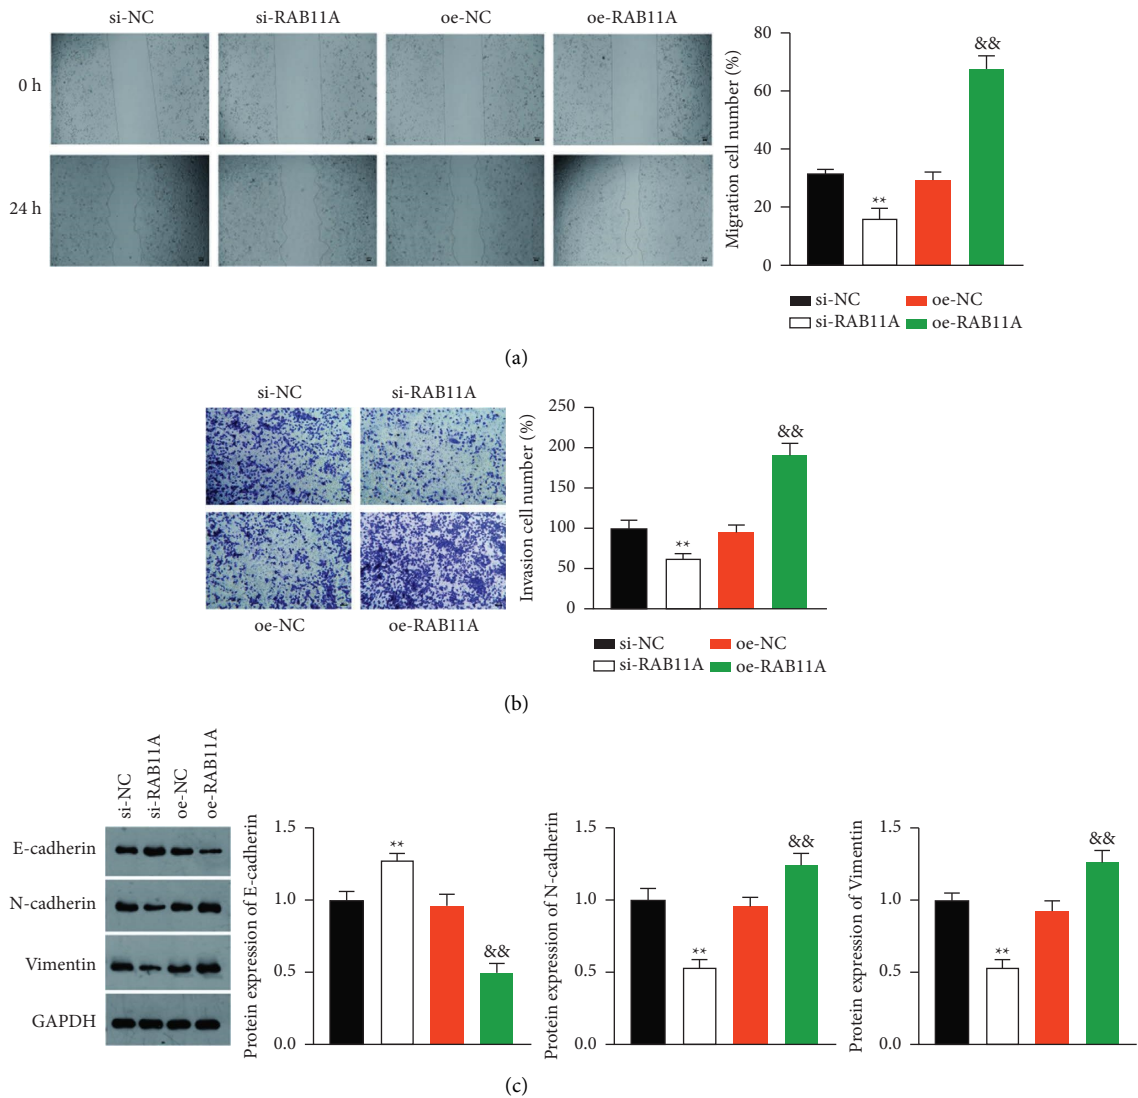 si-NC si-RAB11A oe-NC oe-RAB11A
0 h
24 h
Migration cell number (%)
80
60
40
20
0
**
&&
si-NC oe-NC
si-RAB11A oe-RAB11A
(a)
si-NC si-RAB11A
oe-NC oe-RAB11A
Invasion cell number (%)
250
200
150
100
50
0
**
&&
si-NC oe-NC
si-RAB11A oe-RAB11A
(b)
si-NC si-RAB11A oe-NC oe-RAB11A
E-cadherin
N-cadherin
Vimentin
GAPDH
Protein expression of E-cadherin
1.5
1.0
0.5
0.0
**
&&
Protein expression of N-cadherin
1.5
1.0
0.5
0.0
**
&&
Protein expression of Vimentin
1.5
1.0
0.5
0.0
**
&&
(c)